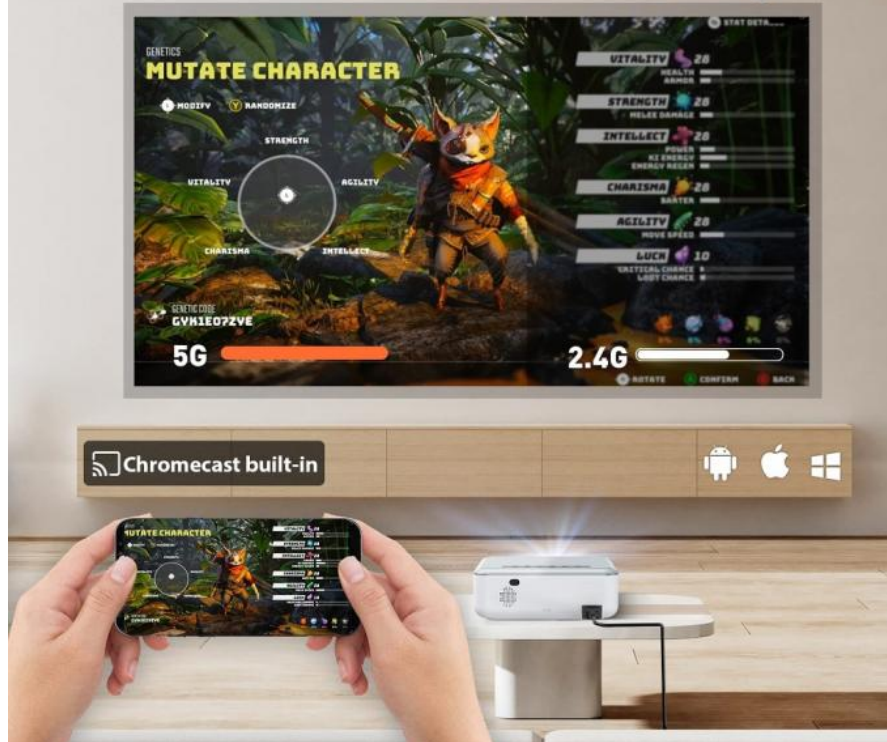 STAT DETA....
GENETICS
MUTATE CHARACTER
MODIFY
Y RANDOMIZE
STRENGTH
VITALITY
AGILITY
CHARISMA
INTELLECT
GENETIC CODE
GYK1E07ZVE
VITALITY 28
HEALTH
ARMOR
STRENGTH 28
MELEE DAMAGE
INTELLECT 28
POWER
KI ENERGY
ENERGY REGEN
CHARISMA 28
BARTER
AGILITY 28
MOVE SPEED
LUCK 10
CRITICAL CHANCE
LOOT CHANCE
5G
2.4G
ROTATE
CONFIRM
BACK
Chromecast built-in
MUTATE CHARACTER